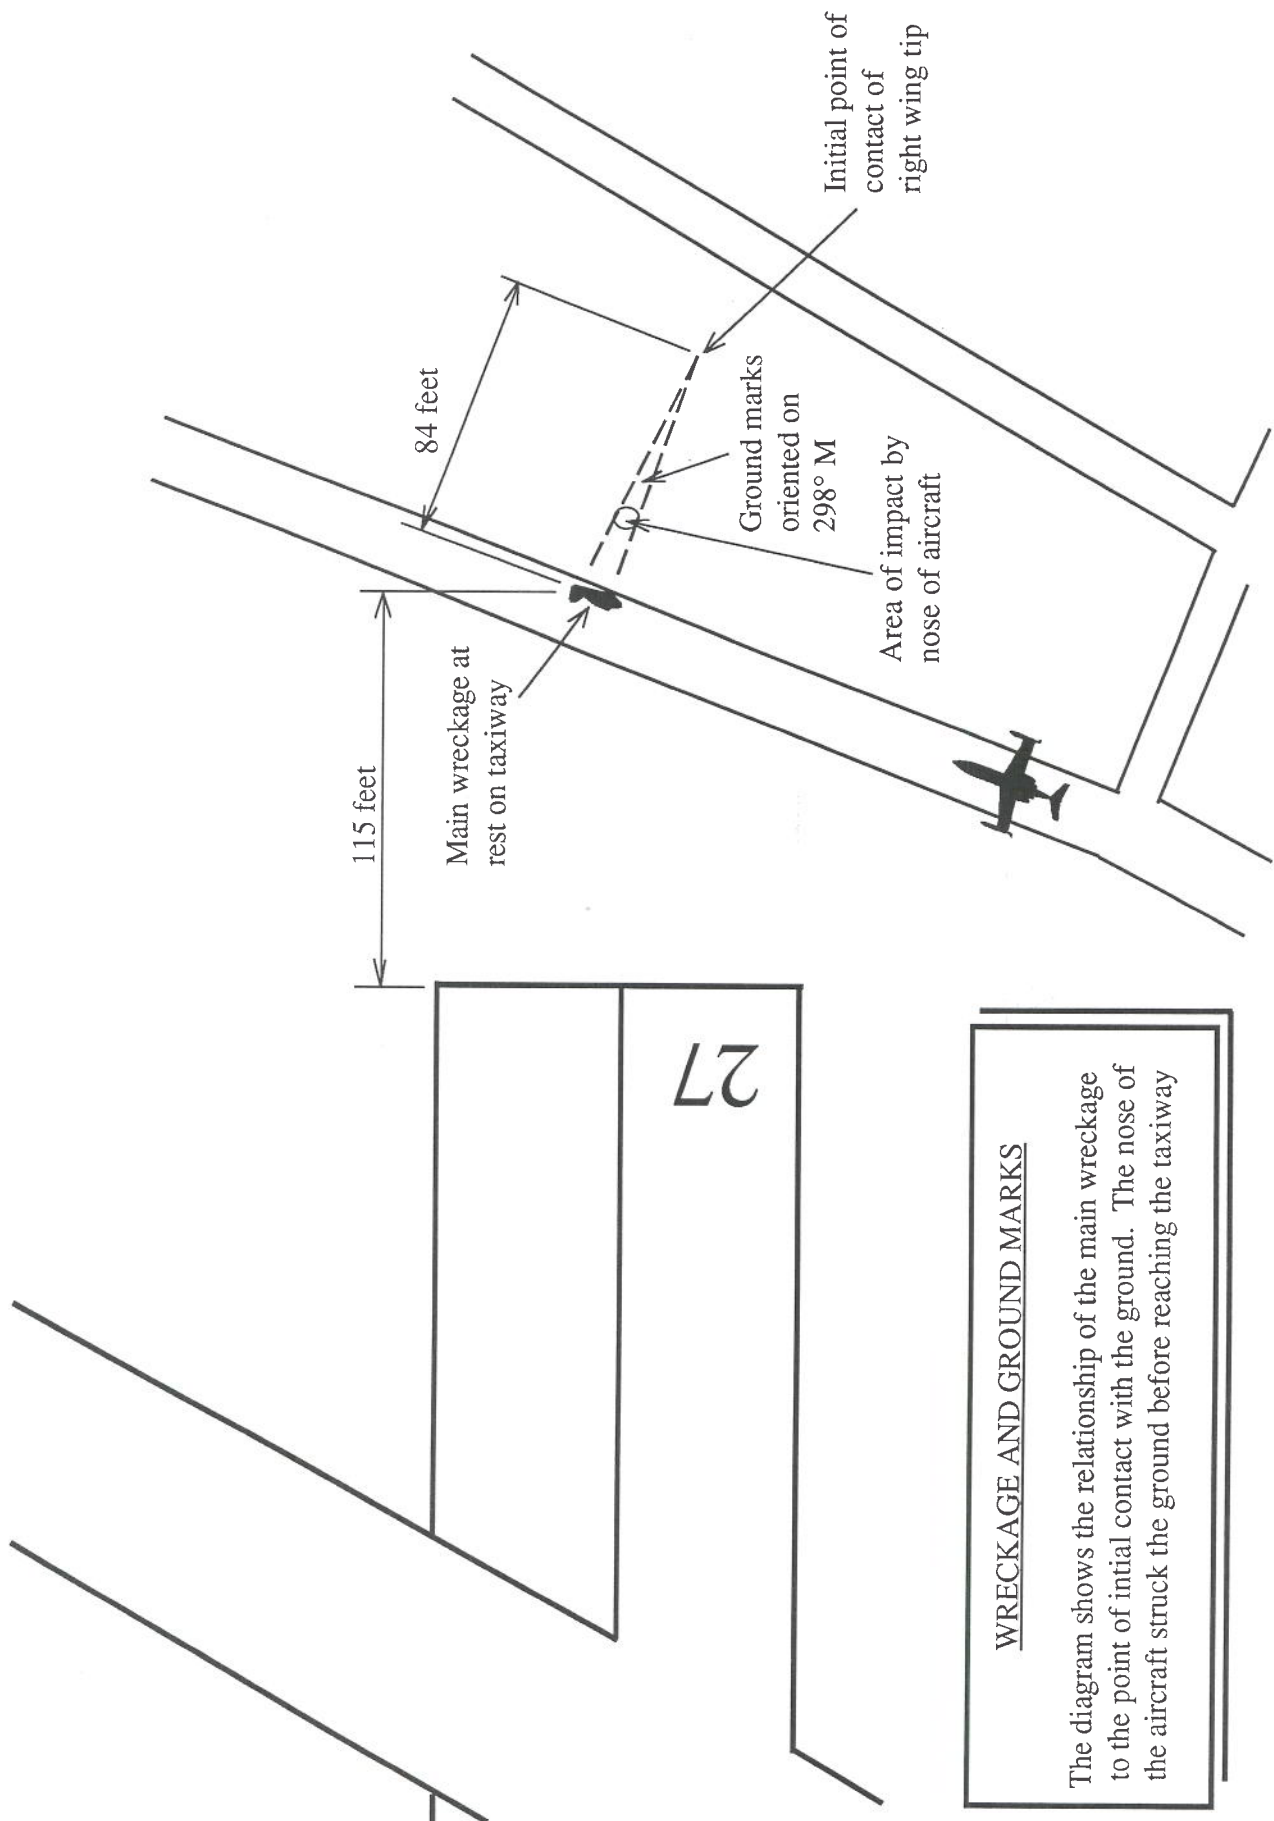 115 feet
84 feet
Main wreckage at
rest on taxiway
Initial point of
contact of
right wing tip
Ground marks
oriented on
298° M
Area of impact by
nose of aircraft
27
WRECKAGE AND GROUND MARKS
The diagram shows the relationship of the main wreckage
to the point of intial contact with the ground.  The nose of
the aircraft struck the ground before reaching the taxiway